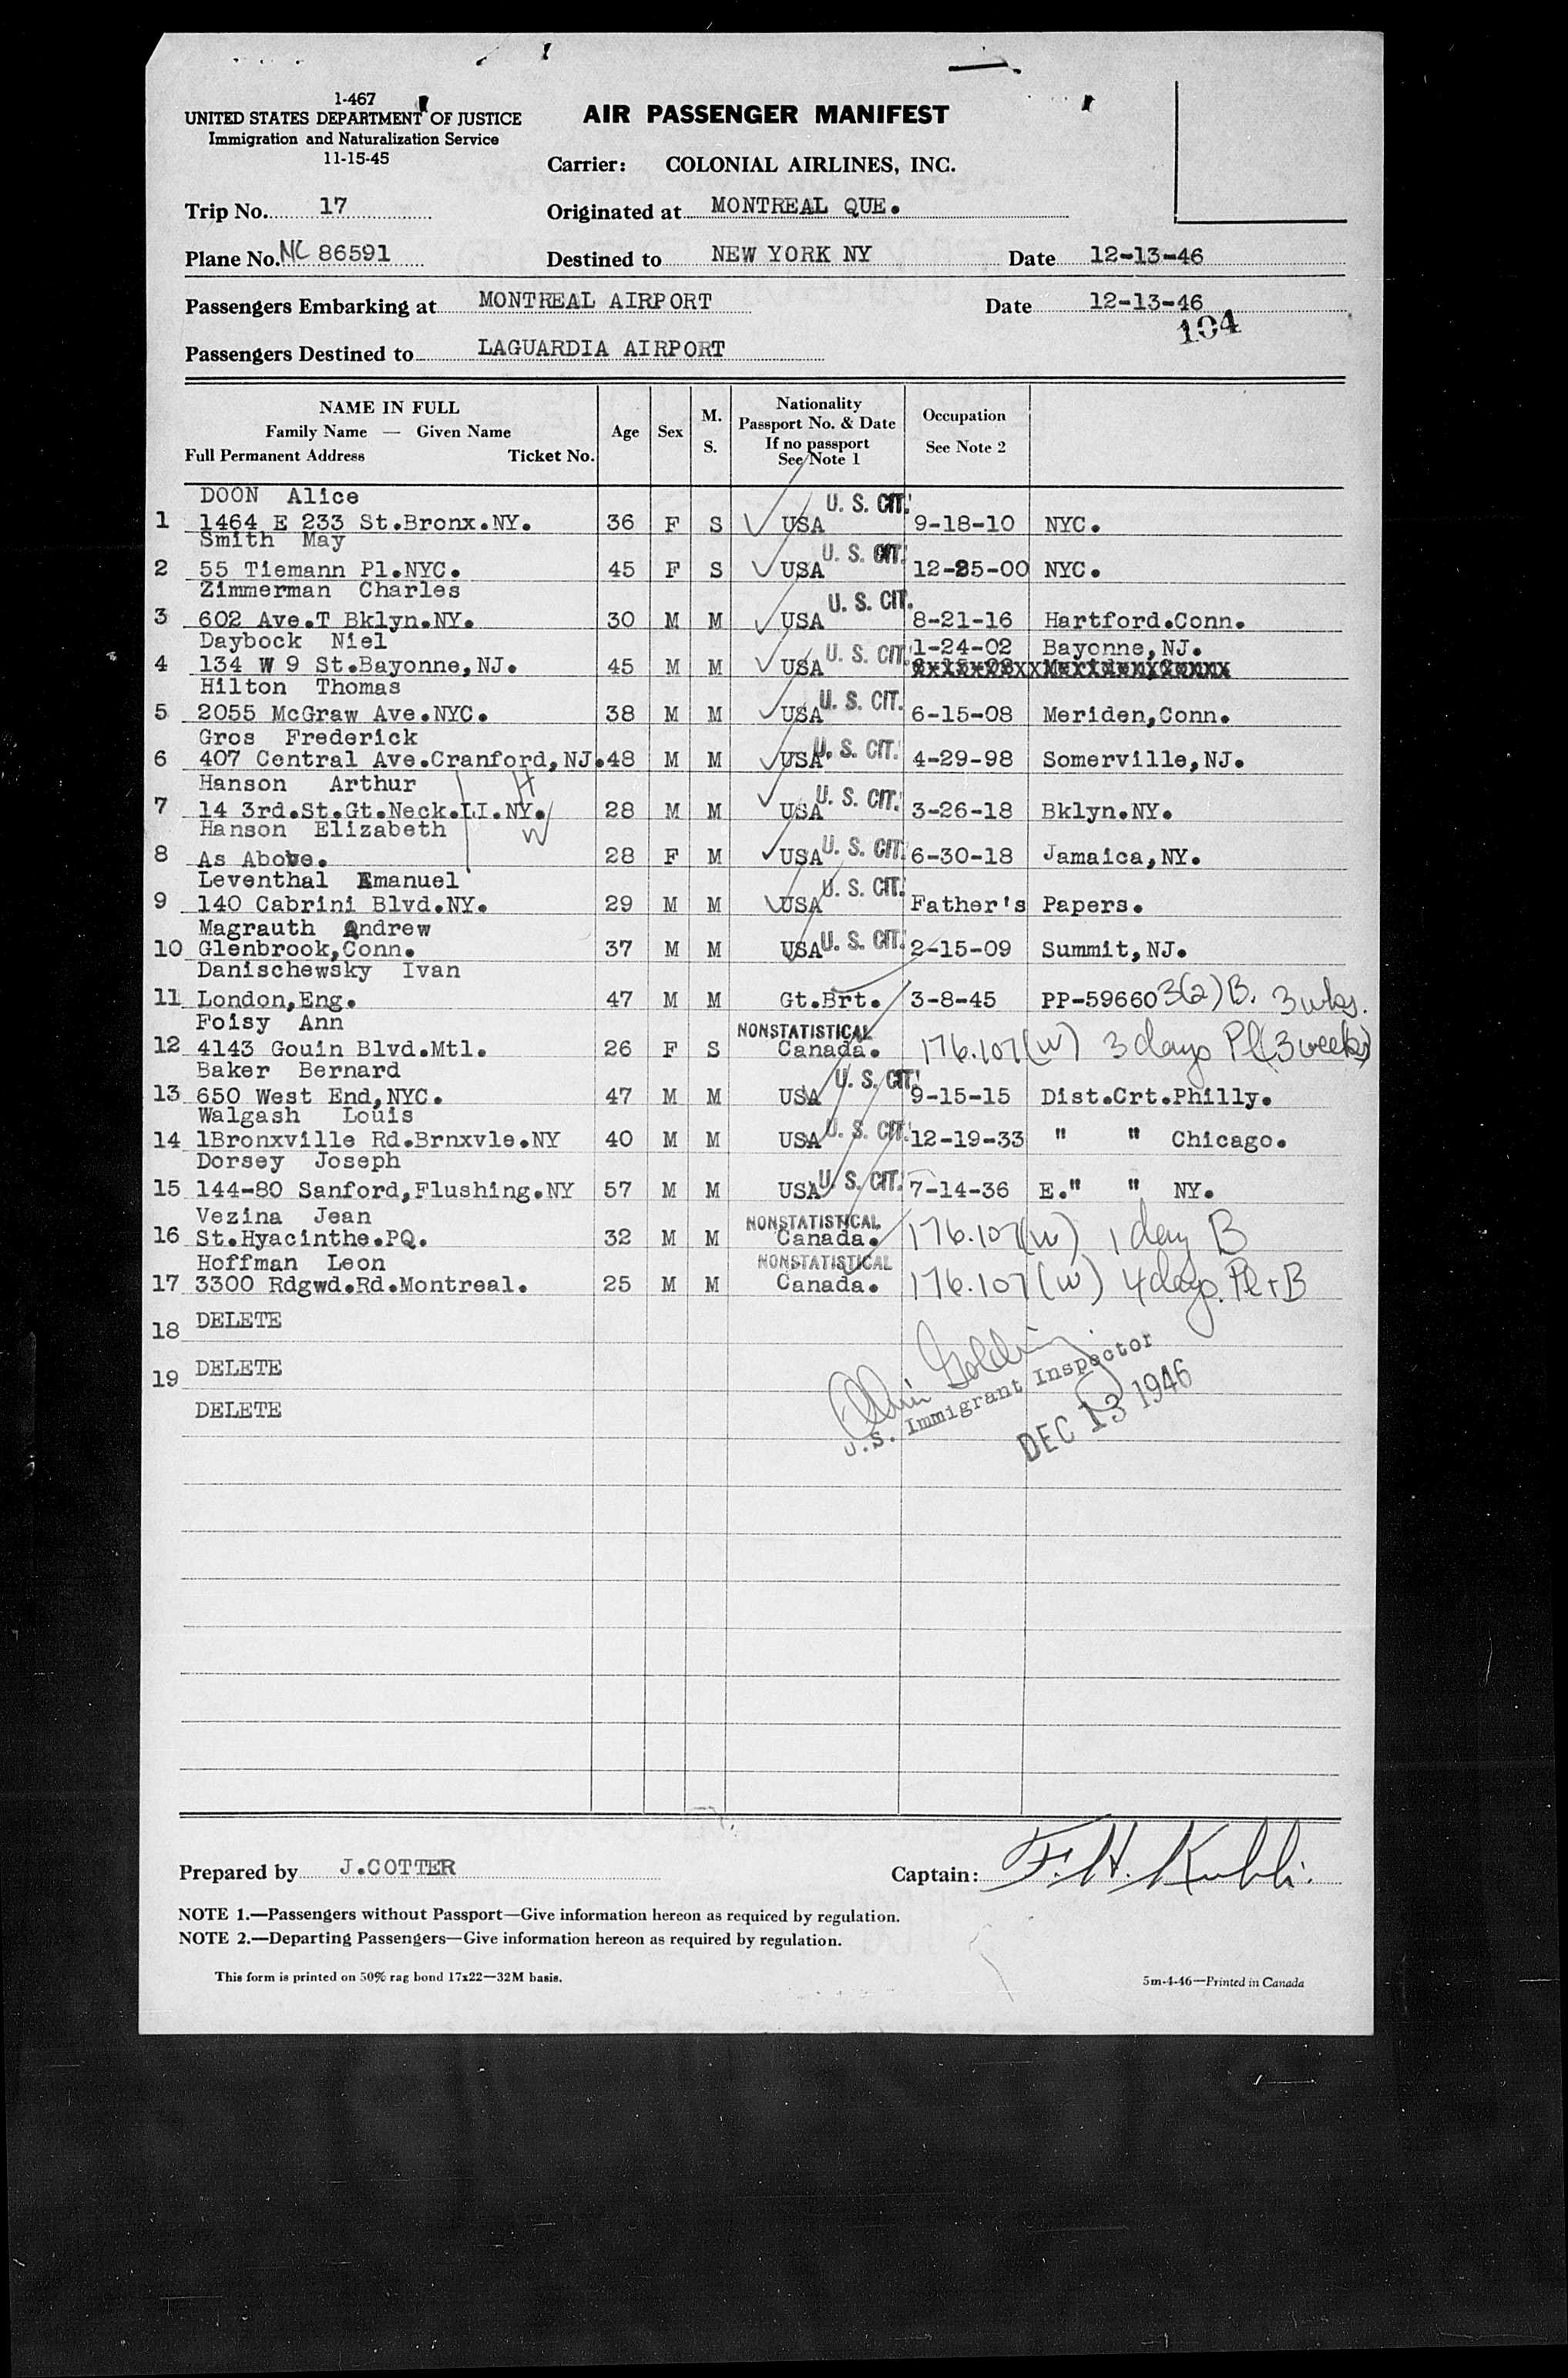 1-467
UNITED STATES DEPARTMENT OF JUSTICE
Immigration and Naturalization Service
11-15-45
AIR PASSENGER MANIFEST
Carrier: COLONIAL AIRLINES, INC.
Trip No. 17 Originated at MONTREAL QUE.
Plane No. NC 86591 Destined to NEW YORK NY Date 12-13-46
Passengers Embarking at MONTREAL AIRPORT Date 12-13-46
104
Passengers Destined to LAGUARDIA AIRPORT
NAME IN FULL
Family Name — Given Name
Full Permanent Address Ticket No.
Age Sex M. S.
Nationality
Passport No. & Date
If no passport
See Note 1
Occupation
See Note 2
DOON Alice
1 1464 E 233 St.Bronx.NY. 36 F S USA U. S. CIT. 9-18-10 NYC.
Smith May
2 55 Tiemann Pl.NYC. 45 F S USA U. S. CIT. 12-25-00 NYC.
Zimmerman Charles
3 602 Ave.T Bklyn.NY. 30 M M USA U. S. CIT. 8-21-16 Hartford.Conn.
Daybock Niel 1-24-02 Bayonne,NJ.
4 134 W 9 St.Bayonne,NJ. 45 M M USA U. S. CIT.
Hilton Thomas
5 2055 McGraw Ave.NYC. 38 M M USA U. S. CIT. 6-15-08 Meriden,Conn.
Gros Frederick
6 407 Central Ave.Cranford,NJ. 48 M M USA U. S. CIT. 4-29-98 Somerville,NJ.
Hanson Arthur H
7 14 3rd.St.Gt.Neck.LI.NY. 28 M M USA U. S. CIT. 3-26-18 Bklyn.NY.
Hanson Elizabeth W
8 As Above. 28 F M USA U. S. CIT. 6-30-18 Jamaica,NY.
Leventhal Emanuel
9 140 Cabrini Blvd.NY. 29 M M USA U. S. CIT. Father's Papers.
Magrauth Andrew
10 Glenbrook,Conn. 37 M M USA U. S. CIT. 2-15-09 Summit,NJ.
Danischewsky Ivan
11 London,Eng. 47 M M Gt.Brt. 3-8-45 PP-59660 3(2) B. 3 wks.
Foisy Ann NONSTATISTICAL
12 4143 Gouin Blvd.Mtl. 26 F S Canada. 176.107(w) 3 days Pl (3 weeks)
Baker Bernard
13 650 West End,NYC. 47 M M USA U. S. CIT. 9-15-15 Dist.Crt.Philly.
Walgash Louis
14 1Bronxville Rd.Brnxvle.NY 40 M M USA U. S. CIT. 12-19-33 " " Chicago.
Dorsey Joseph
15 144-80 Sanford,Flushing.NY 57 M M USA U. S. CIT. 7-14-36 E." " NY.
Vezina Jean NONSTATISTICAL
16 St.Hyacinthe.PQ. 32 M M Canada. 176.107(w) 1 day B
Hoffman Leon NONSTATISTICAL
17 3300 Rdgwd.Rd.Montreal. 25 M M Canada. 176.107(w) 4 days. Pl + B
18 DELETE
19 DELETE
DELETE
U.S. Immigrant Inspector
DEC 13 1946
Prepared by J.COTTER Captain: F. H. Kubli.
NOTE 1.—Passengers without Passport—Give information hereon as required by regulation.
NOTE 2.—Departing Passengers—Give information hereon as required by regulation.
This form is printed on 50% rag bond 17x22—32M basis. 5m-4-46—Printed in Canada